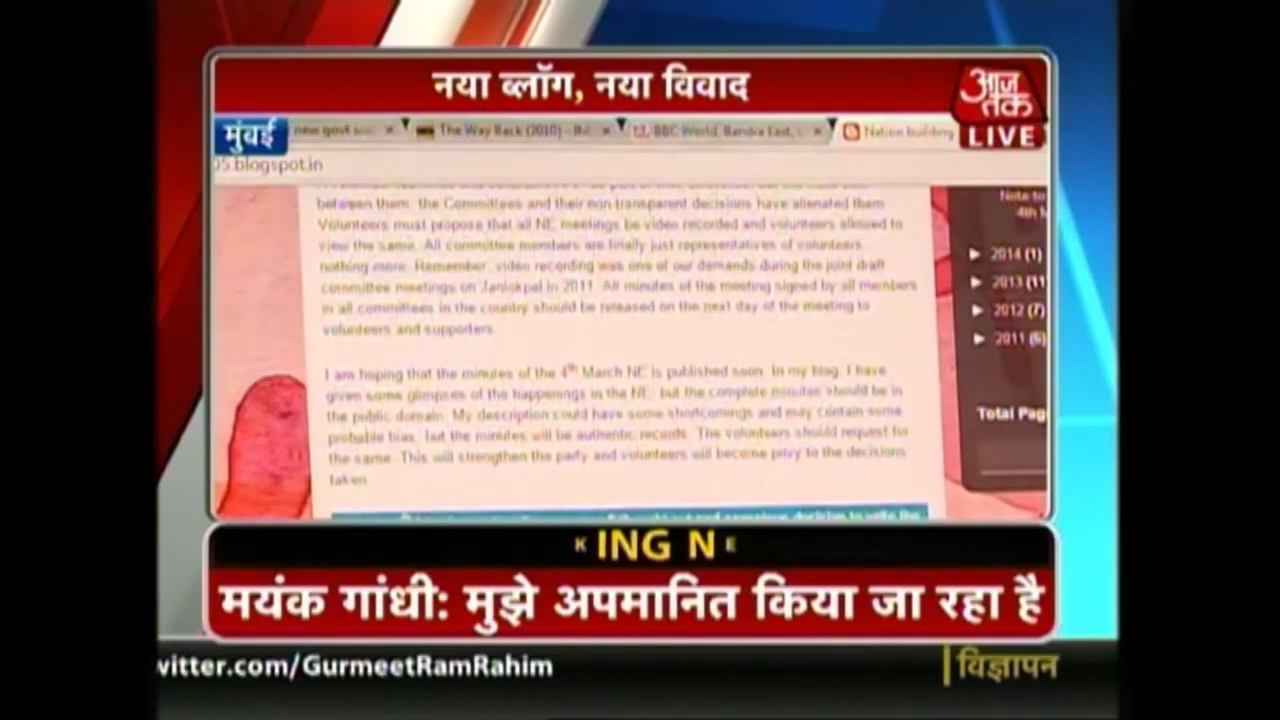 नया ब्लॉग, नया विवाद
आज
तक
LIVE
मुंबई
new govt
The Way Back (2010) -
BBC World, Bandra East,
Nation building
05.blogspot.in
between them, the Committees and their non transparent decisions have alienated them
Volunteers must propose that all NE meetings be video recorded and volunteers allowed to
view the same. All committee members are finally just representatives of volunteers,
nothing more. Remember, video recording was one of our demands during the joint draft
committee meetings on Janlokpal in 2011. All minutes of the meeting signed by all members
in all committees in the country should be released on the next day of the meeting to
volunteers and supporters.
I am hoping that the minutes of the 4th March NE is published soon. In my blog, I have
given some glimpses of the happenings in the NE, but the complete minutes should be in
the public domain. My description could have some shortcomings and may contain some
probable bias, but the minutes will be authentic records. The volunteers should request for
the same. This will strengthen the party and volunteers will become privy to the decisions
taken.
Note to
4th M
► 2014 (1)
► 2013 (11
► 2012 (7)
► 2011 (6)
Total Pag
K ING N E
मयंक गांधी: मुझे अपमानित किया जा रहा है
witter.com/GurmeetRamRahim
विज्ञापन